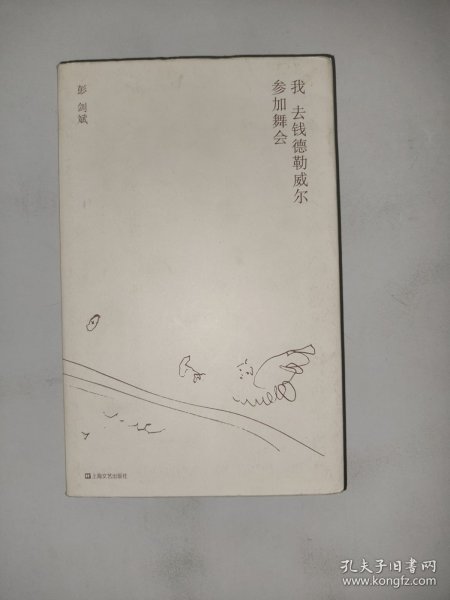 我 去钱德勒威尔
参加舞会
彭 剑斌
上海文艺出版社
孔夫子旧书网
www.kongfz.com